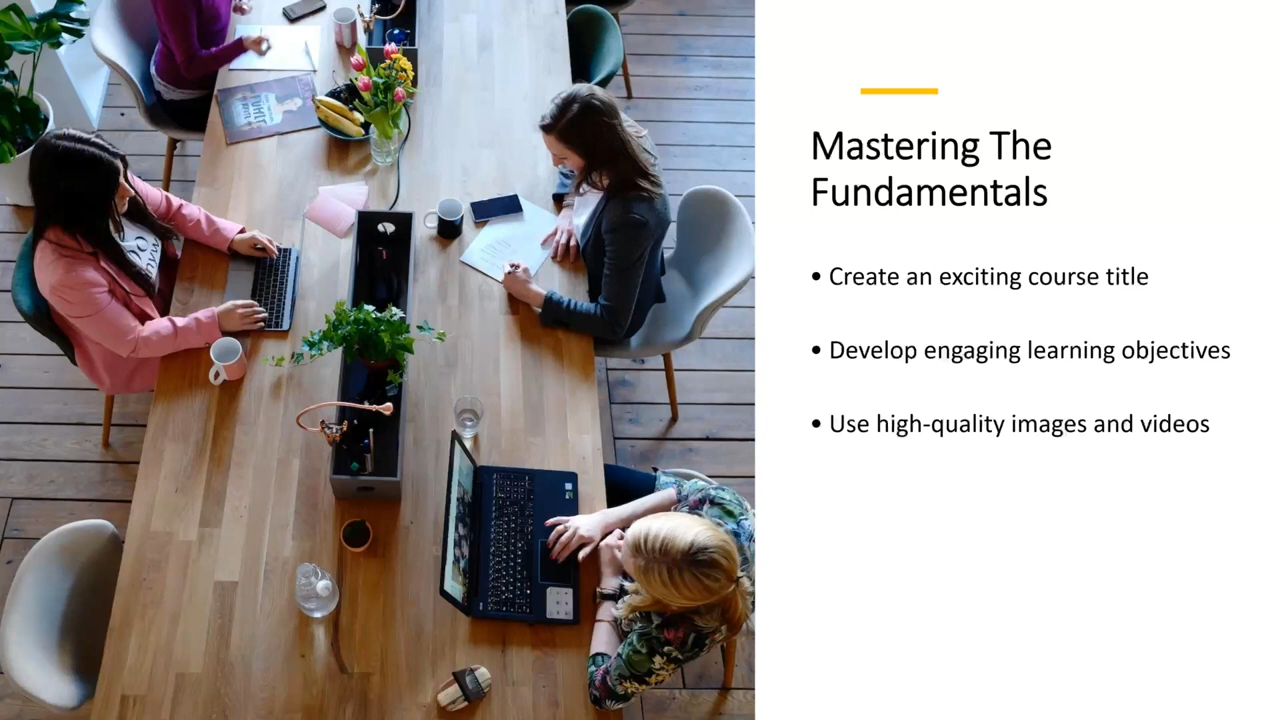 Mastering The
Fundamentals
• Create an exciting course title
• Develop engaging learning objectives
• Use high-quality images and videos